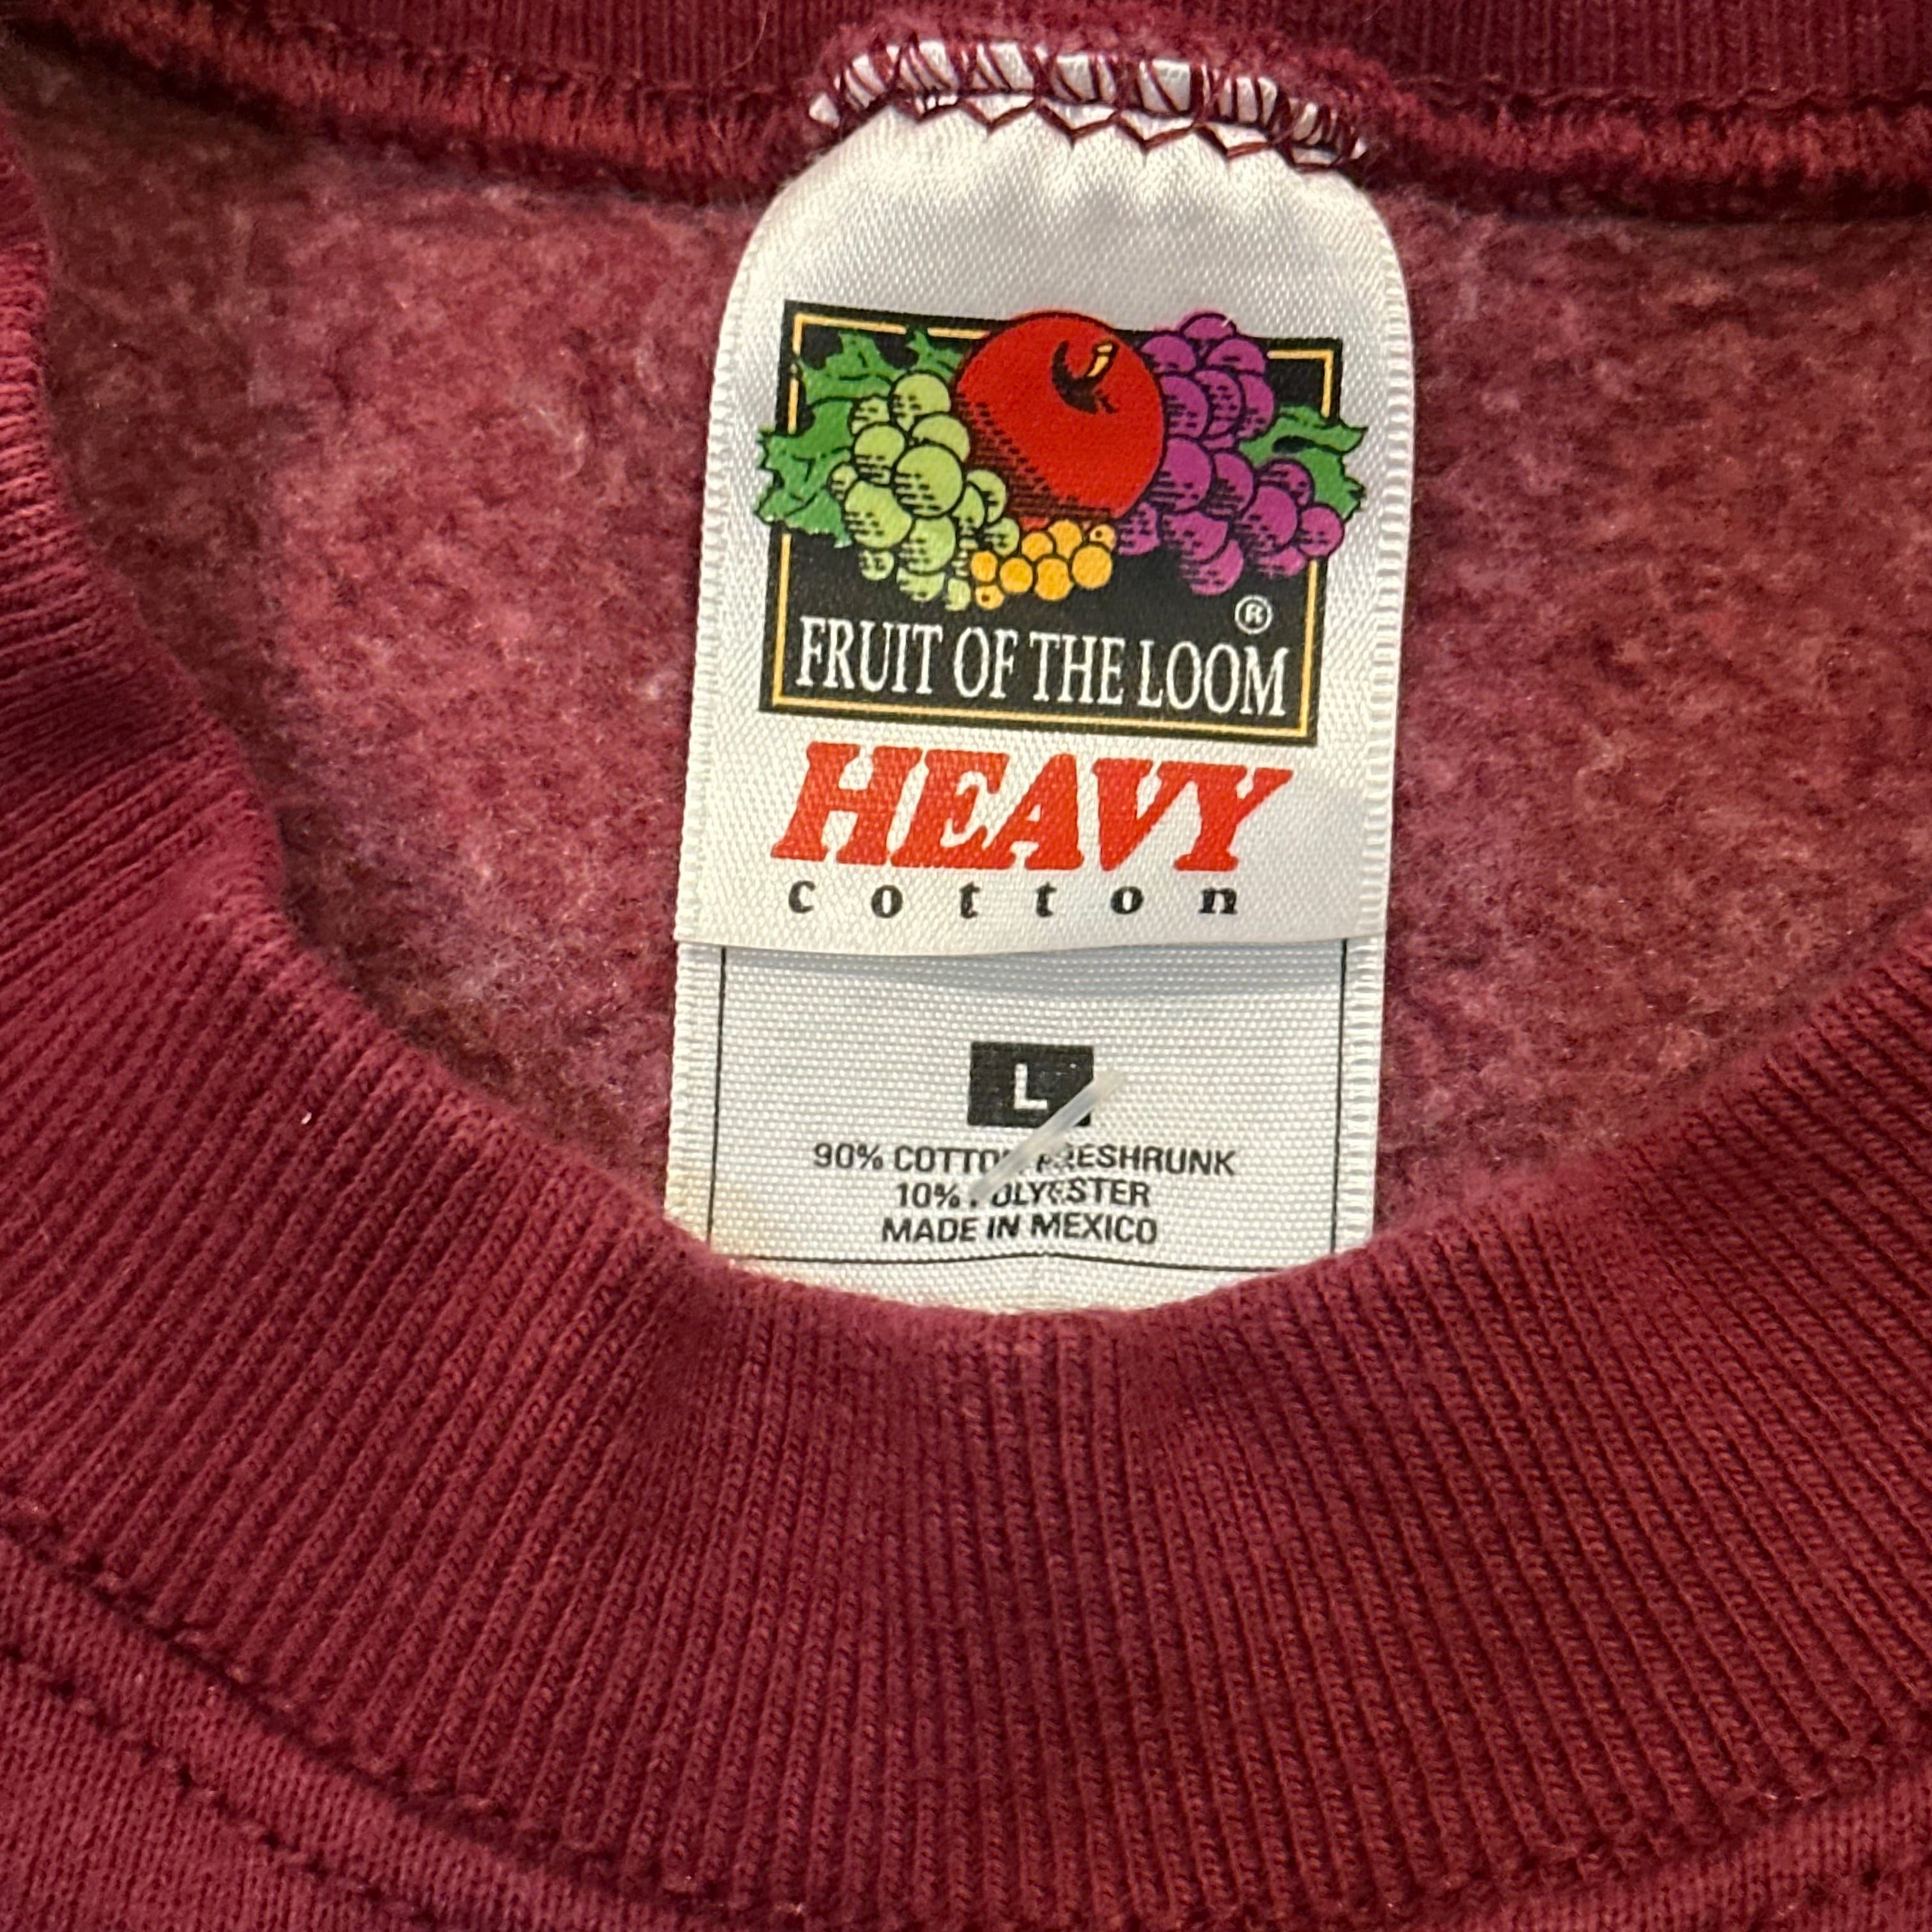 ®
FRUIT OF THE LOOM
HEAVY
cotton
L
90% COTTON PRESHRUNK
10% POLYESTER
MADE IN MEXICO